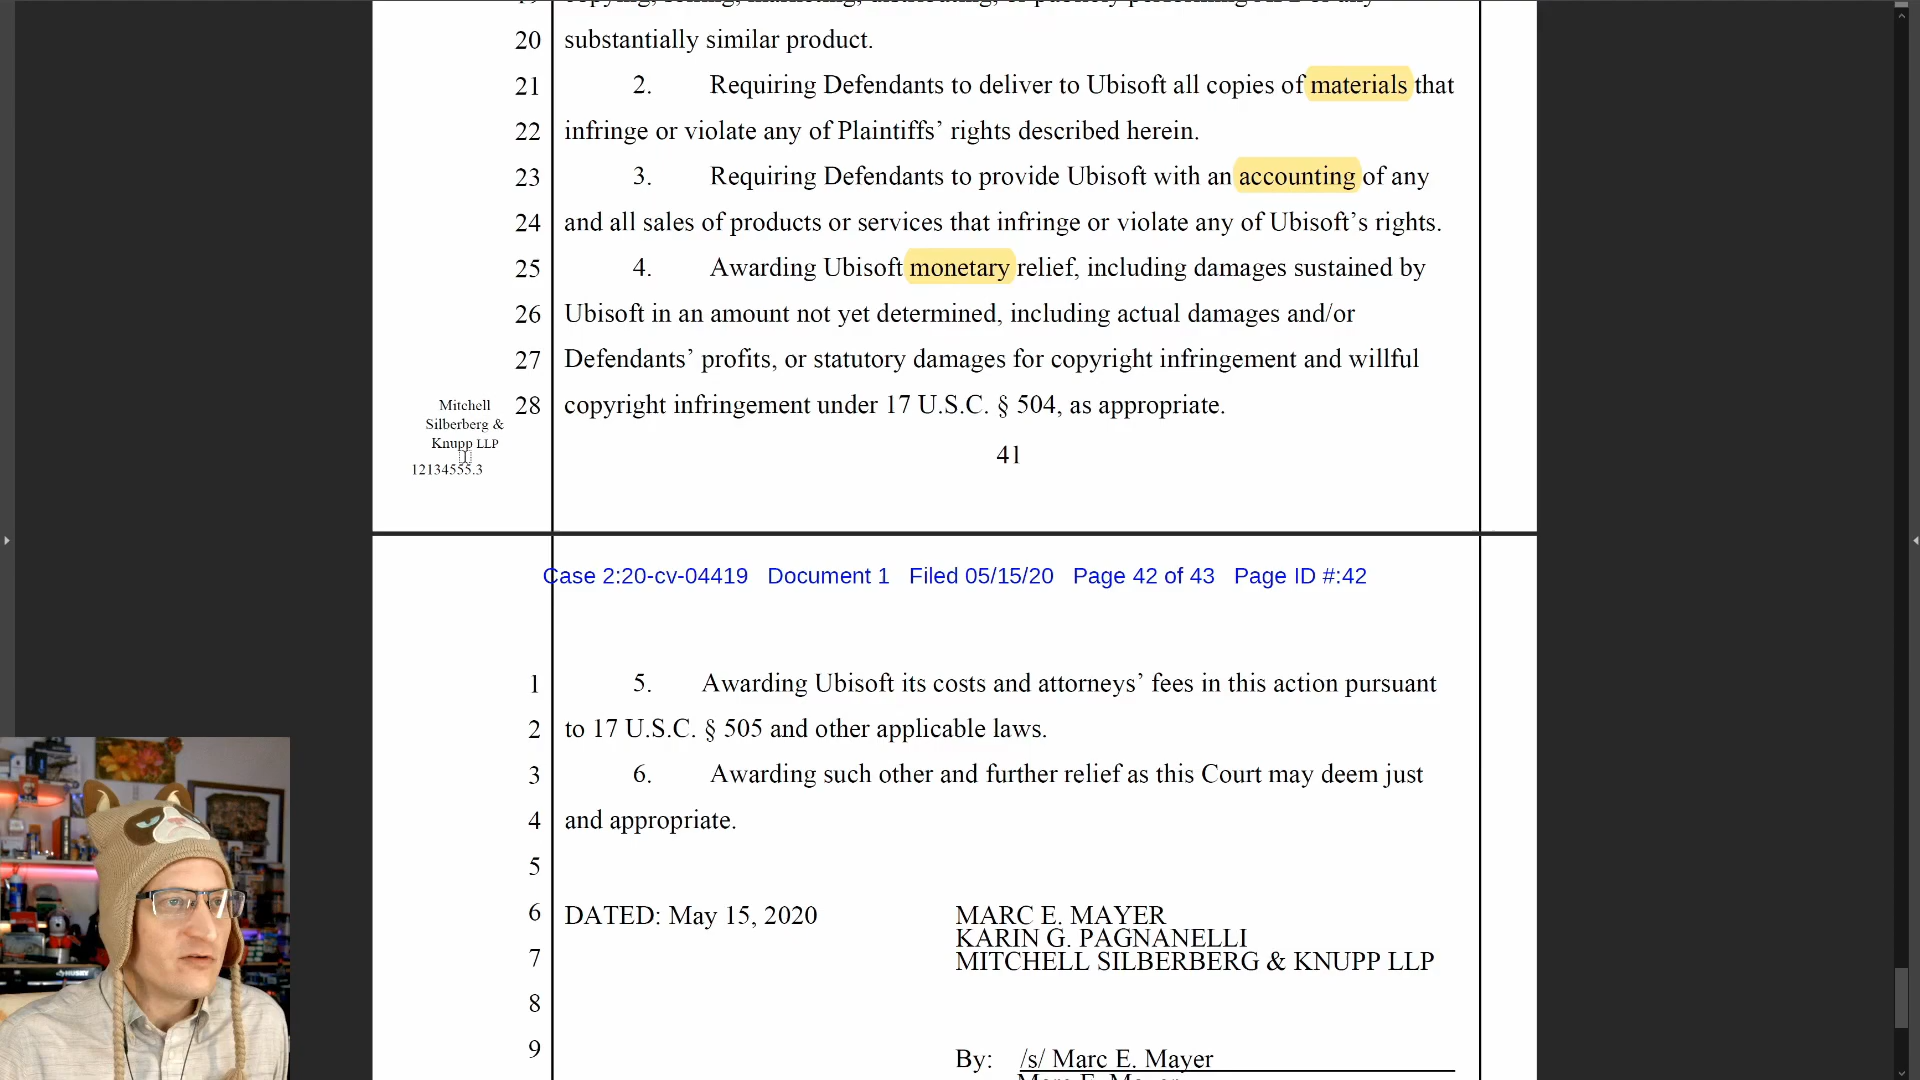 20 substantially similar product.
21 2. Requiring Defendants to deliver to Ubisoft all copies of materials that
22 infringe or violate any of Plaintiffs’ rights described herein.
23 3. Requiring Defendants to provide Ubisoft with an accounting of any
24 and all sales of products or services that infringe or violate any of Ubisoft’s rights.
25 4. Awarding Ubisoft monetary relief, including damages sustained by
26 Ubisoft in an amount not yet determined, including actual damages and/or
27 Defendants’ profits, or statutory damages for copyright infringement and willful
28 copyright infringement under 17 U.S.C. § 504, as appropriate.
Mitchell
Silberberg &
Knupp LLP
12134555.3
41
Case 2:20-cv-04419 Document 1 Filed 05/15/20 Page 42 of 43 Page ID #:42
1 5. Awarding Ubisoft its costs and attorneys’ fees in this action pursuant
2 to 17 U.S.C. § 505 and other applicable laws.
3 6. Awarding such other and further relief as this Court may deem just
4 and appropriate.
5
6 DATED: May 15, 2020 MARC E. MAYER
KARIN G. PAGNANELLI
7 MITCHELL SILBERBERG & KNUPP LLP
8
9 By: /s/ Marc E. Mayer